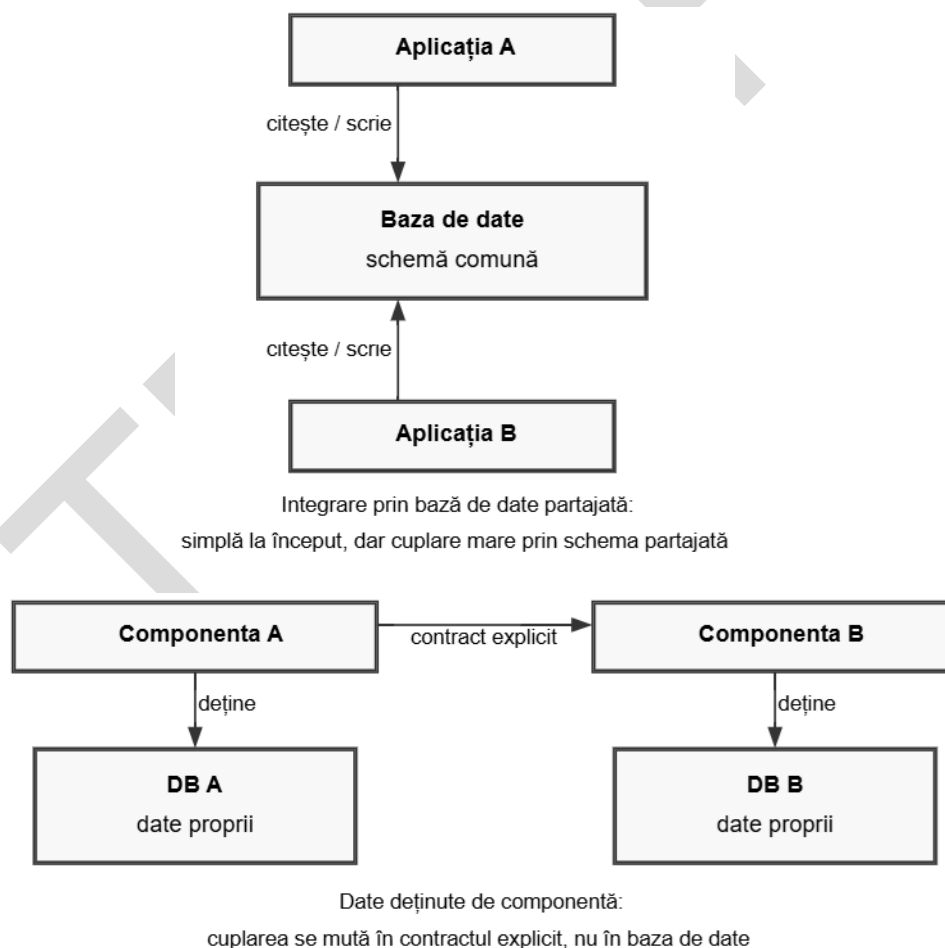 Aplicația A
citește / scrie
Baza de date
schemă comună
citește / scrie
Aplicația B
Integrare prin bază de date partajată:
simplă la început, dar cuplare mare prin schema partajată
Componenta A
contract explicit
Componenta B
deține
deține
DB A
date proprii
DB B
date proprii
Date deținute de componentă:
cuplarea se mută în contractul explicit, nu în baza de date